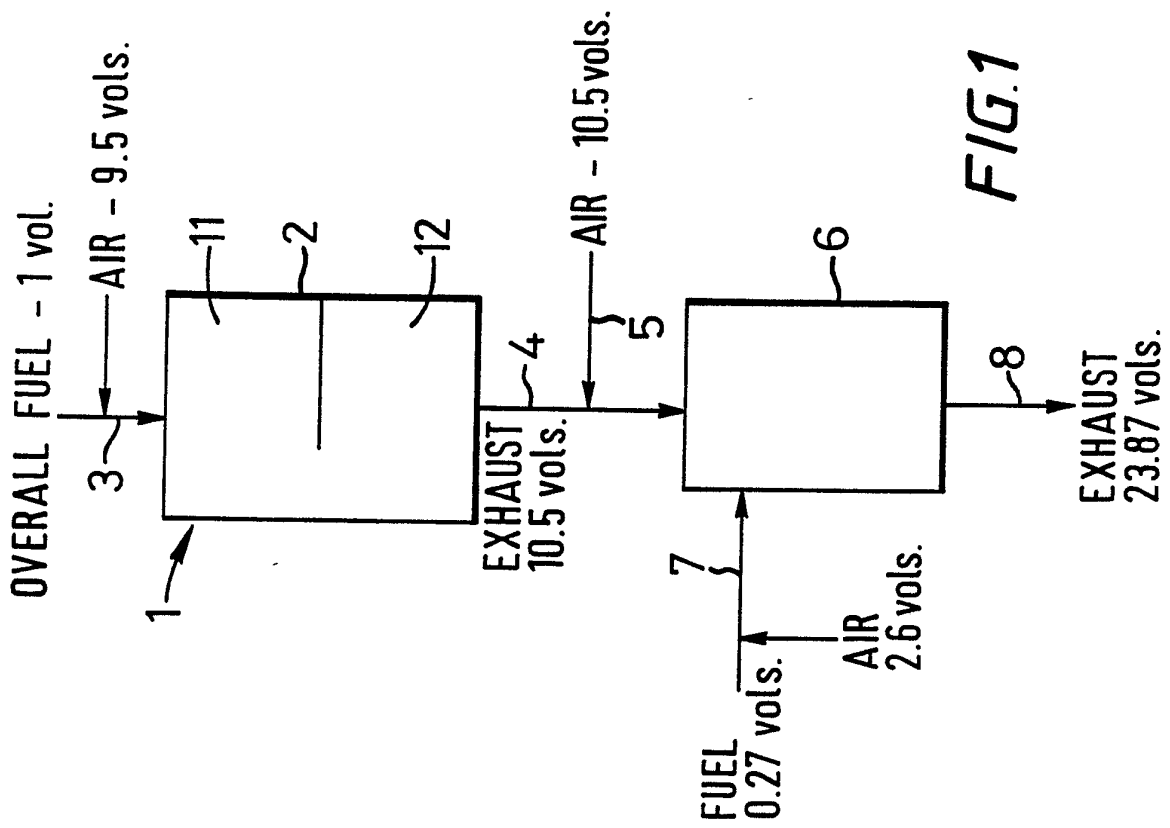 OVERALL FUEL - 1 vol.
AIR - 9.5 vols.
3
11
1
2
12
EXHAUST
10.5 vols.
4
AIR - 10.5 vols.
5
7
6
FUEL
0.27 vols.
AIR
2.6 vols.
8
EXHAUST
23.87 vols.
FIG.1